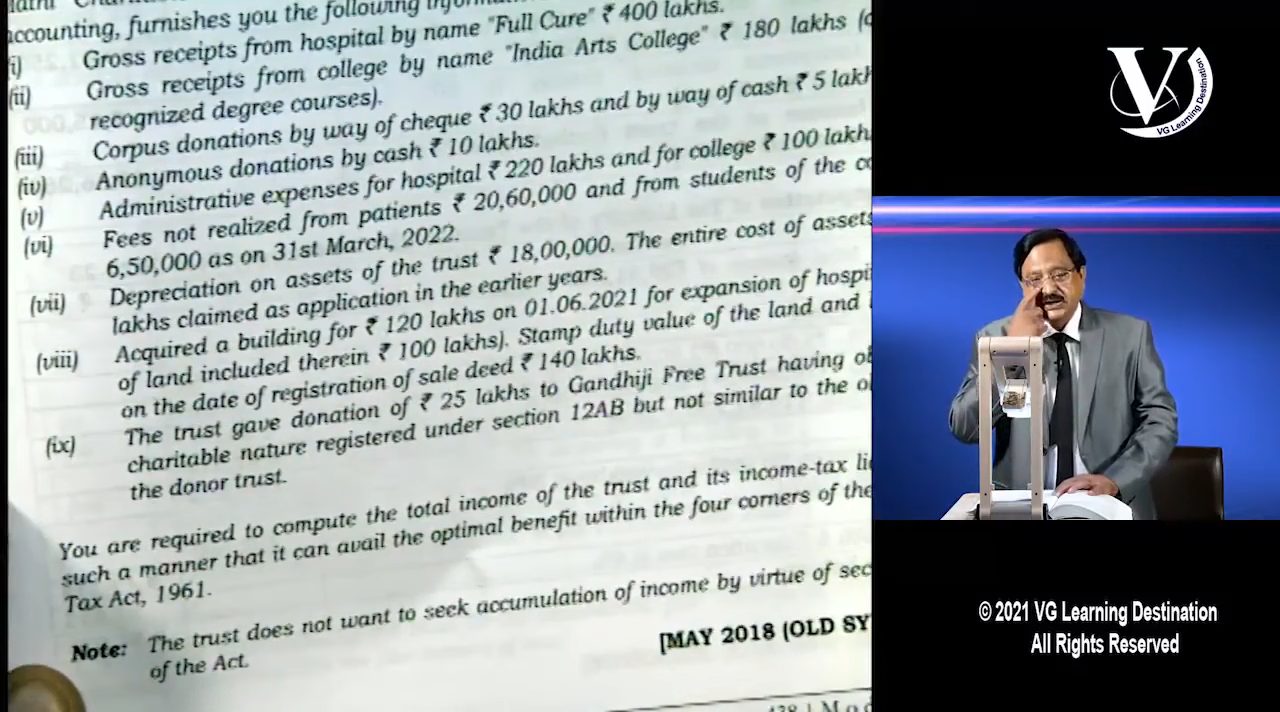 accounting, furnishes you the following
(i) Gross receipts from hospital by name "Full Cure" ₹ 400 lakhs.
(ii) Gross receipts from college by name "India Arts College" ₹ 180 lakhs
recognized degree courses).
(iii) Corpus donations by way of cheque ₹ 30 lakhs and by way of cash ₹ 5
(iv) Anonymous donations by cash ₹ 10 lakhs.
(v) Administrative expenses for hospital ₹ 220 lakhs and for college ₹ 100
(vi) Fees not realized from patients ₹ 20,60,000 and from students of the
6,50,000 as on 31st March, 2022.
(vii) Depreciation on assets of the trust ₹ 18,00,000. The entire cost of
lakhs claimed as application in the earlier years.
(viii) Acquired a building for ₹ 120 lakhs on 01.06.2021 for expansion of
of land included therein ₹ 100 lakhs). Stamp duty value of the land and
on the date of registration of sale deed ₹ 140 lakhs.
(ix) The trust gave donation of ₹ 25 lakhs to Gandhiji Free Trust having
charitable nature registered under section 12AB but not similar to the
the donor trust.
You are required to compute the total income of the trust and its income-tax
such a manner that it can avail the optimal benefit within the four corners of the
Tax Act, 1961.
Note: The trust does not want to seek accumulation of income by virtue of
of the Act.
[MAY 2018 (OLD
V
VG Learning Destination
© 2021 VG Learning Destination
All Rights Reserved